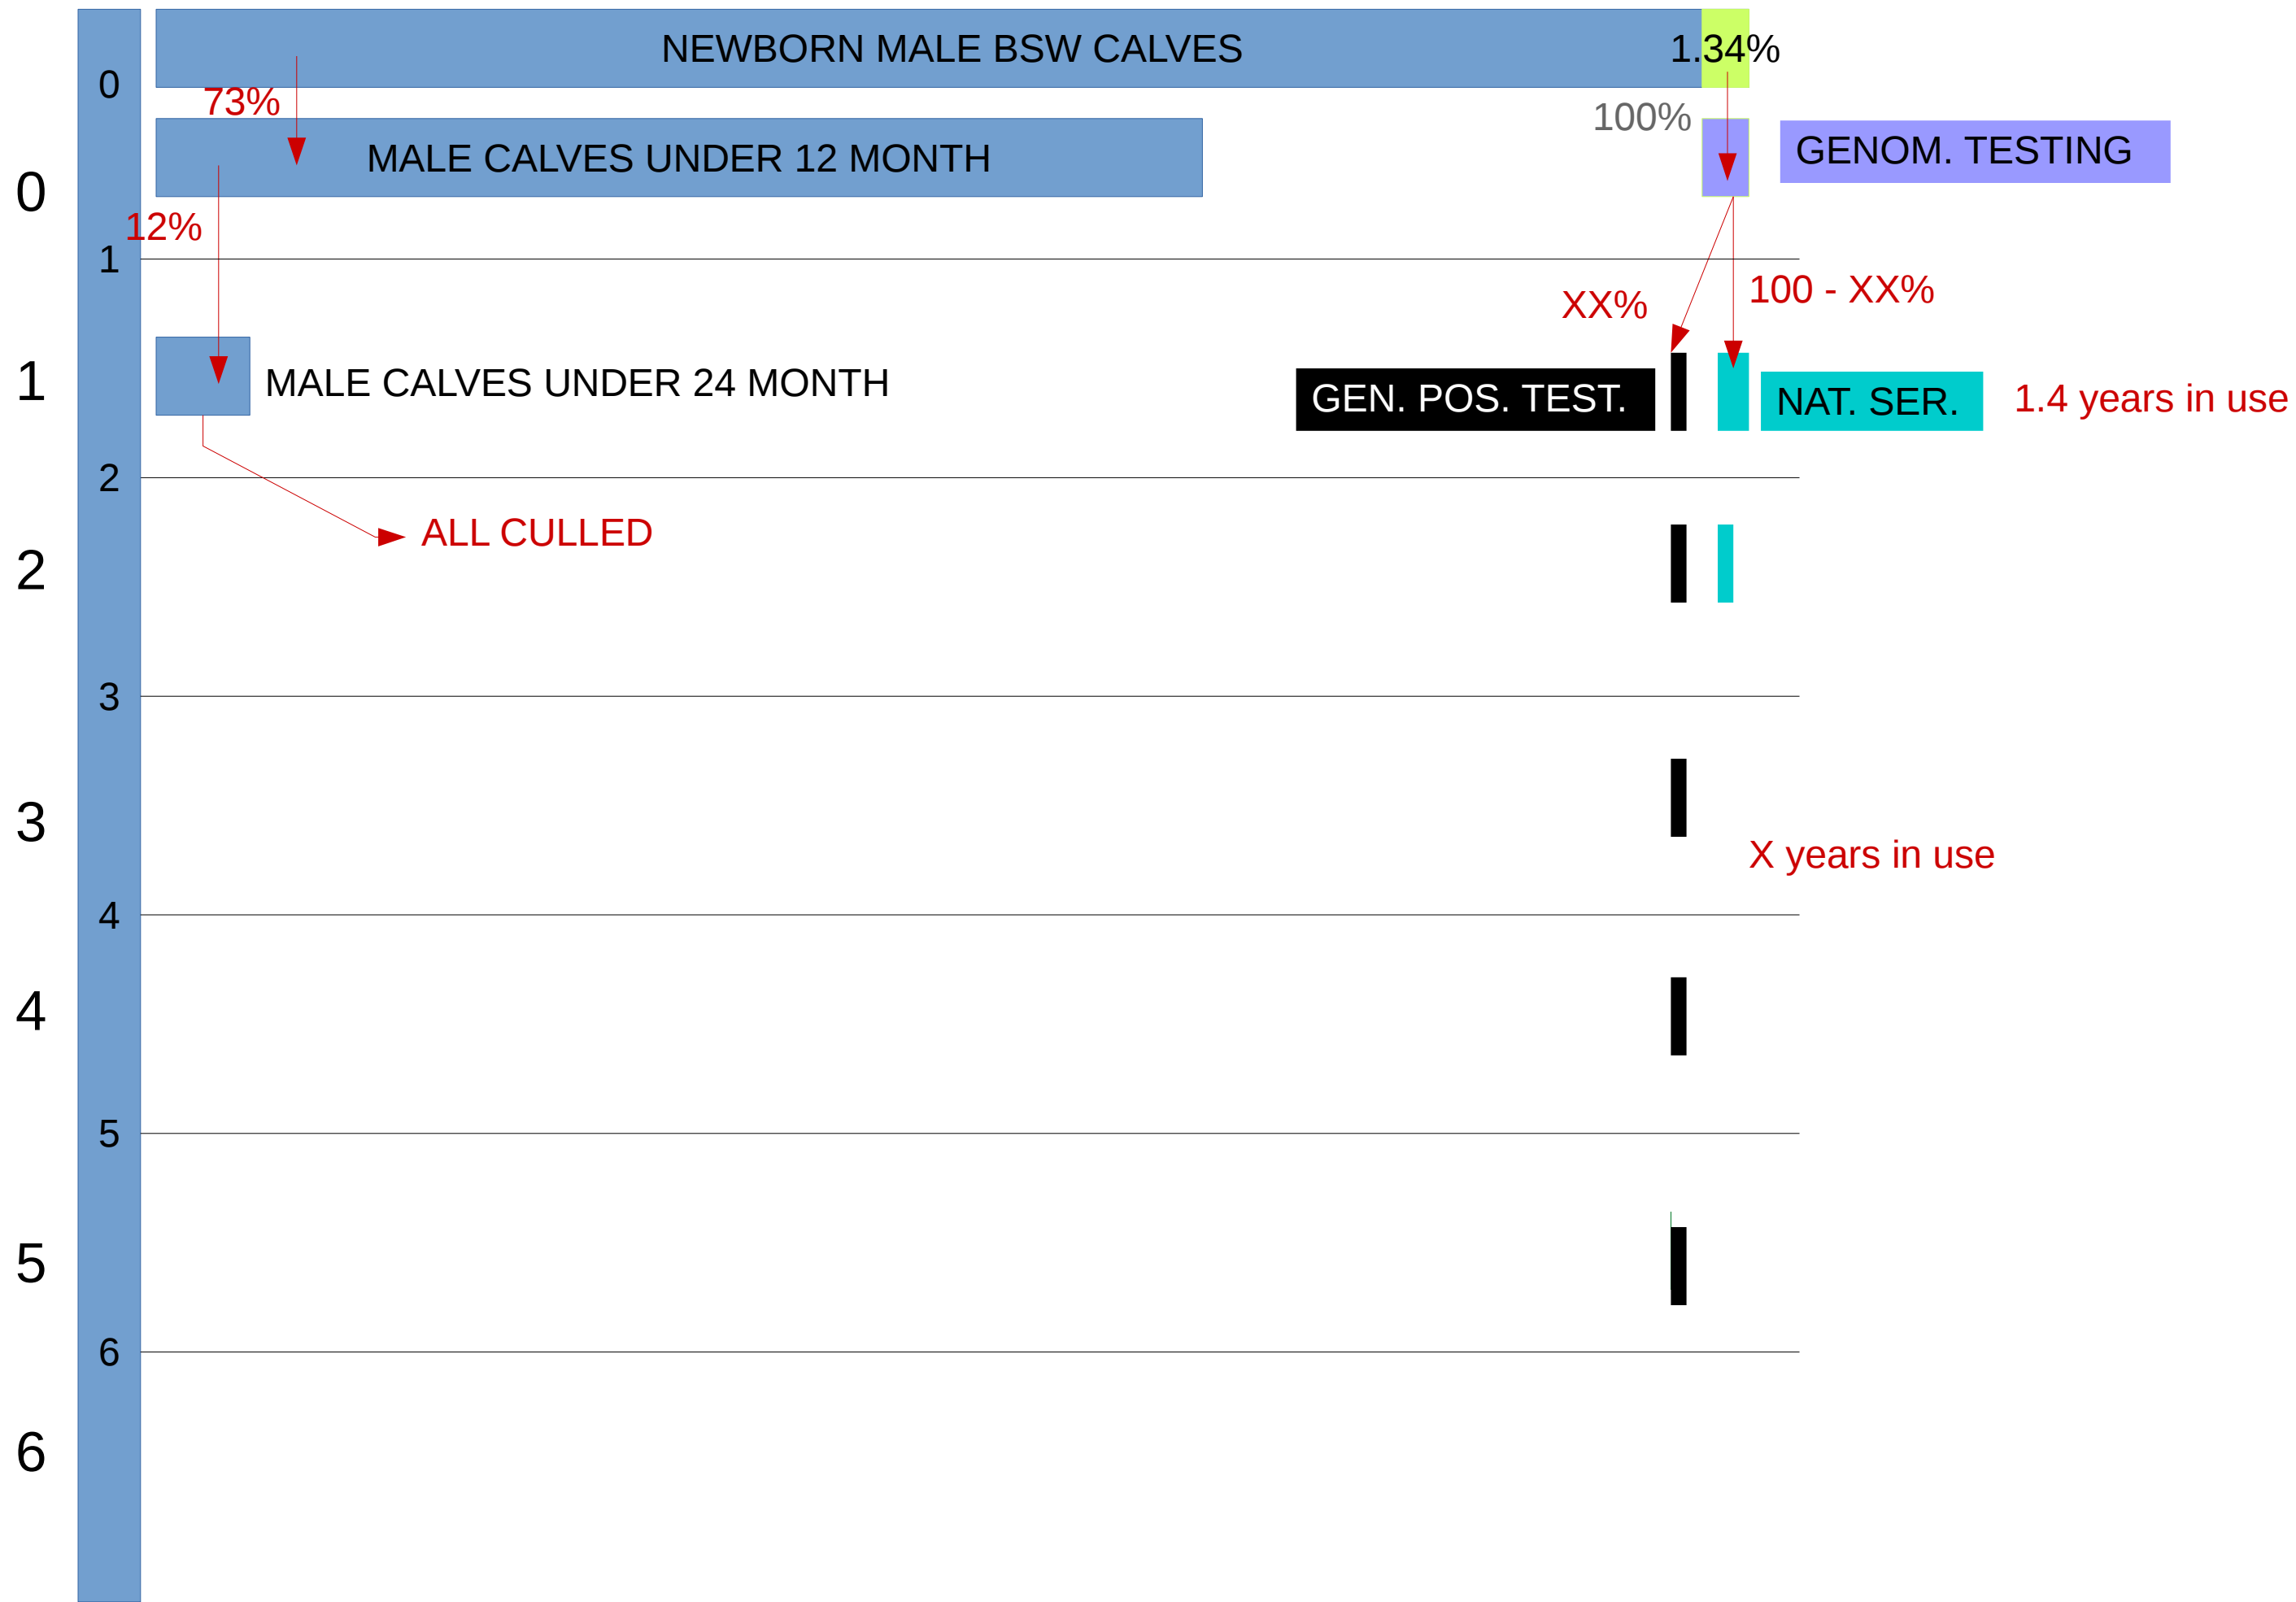 NEWBORN MALE BSW CALVES
1.34%
0
73%
100%
MALE CALVES UNDER 12 MONTH
GENOM. TESTING
0
12%
1
100 - XX%
XX%
1
MALE CALVES UNDER 24 MONTH
GEN. POS. TEST.
NAT. SER.
1.4 years in use
2
ALL CULLED
2
3
3
X years in use
4
4
5
5
6
6